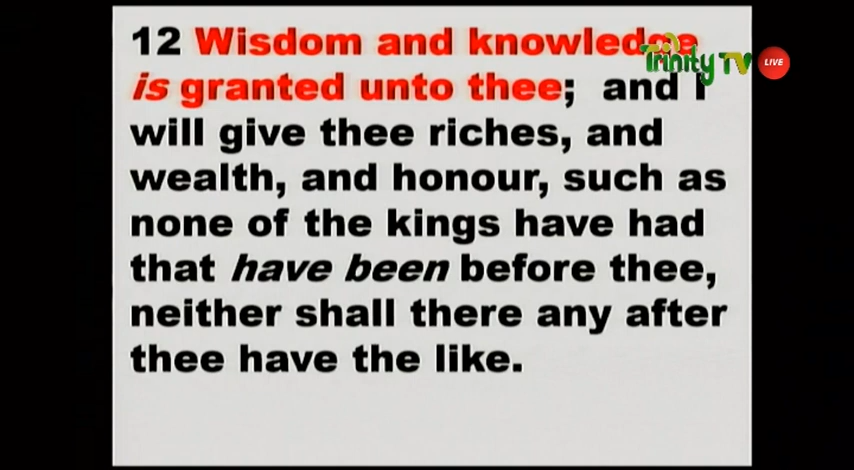 12 Wisdom and knowledge
is granted unto thee; and I
will give thee riches, and
wealth, and honour, such as
none of the kings have had
that have been before thee,
neither shall there any after
thee have the like.
Trinity TV
LIVE